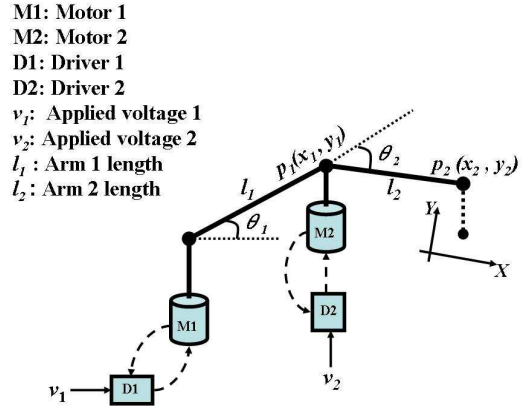 M1: Motor 1
M2: Motor 2
D1: Driver 1
D2: Driver 2
v₁: Applied voltage 1
v₂: Applied voltage 2
l₁ : Arm 1 length
l₂ : Arm 2 length
p₁(x₁, y₁)
θ₂
p₂ (x₂, y₂)
l₁
l₂
θ₁
Y
X
M2
M1
D2
D1
v₁
v₂